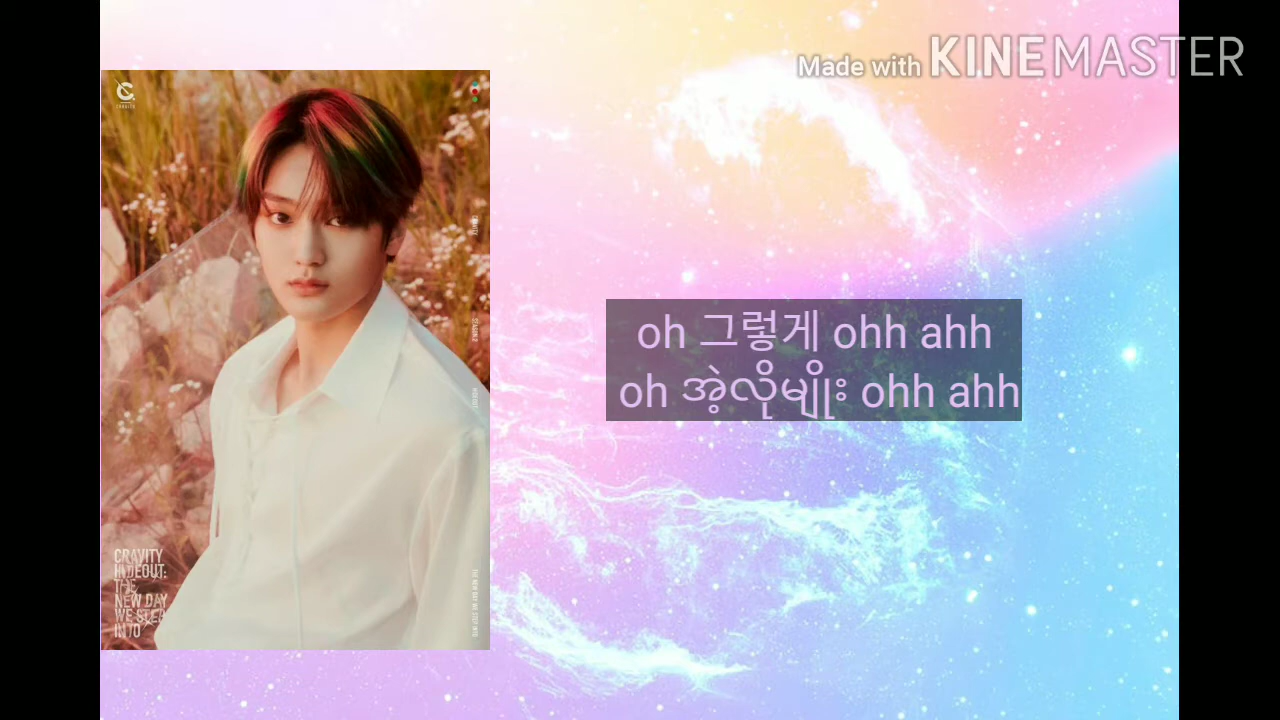 Made with KINEMASTER
CRAVITY
oh 그렇게 ohh ahh
oh အဲ့လိုမျိုး ohh ahh
CRAVITY
HIDEOUT:
THE
NEW DAY
WE STEP
INTO